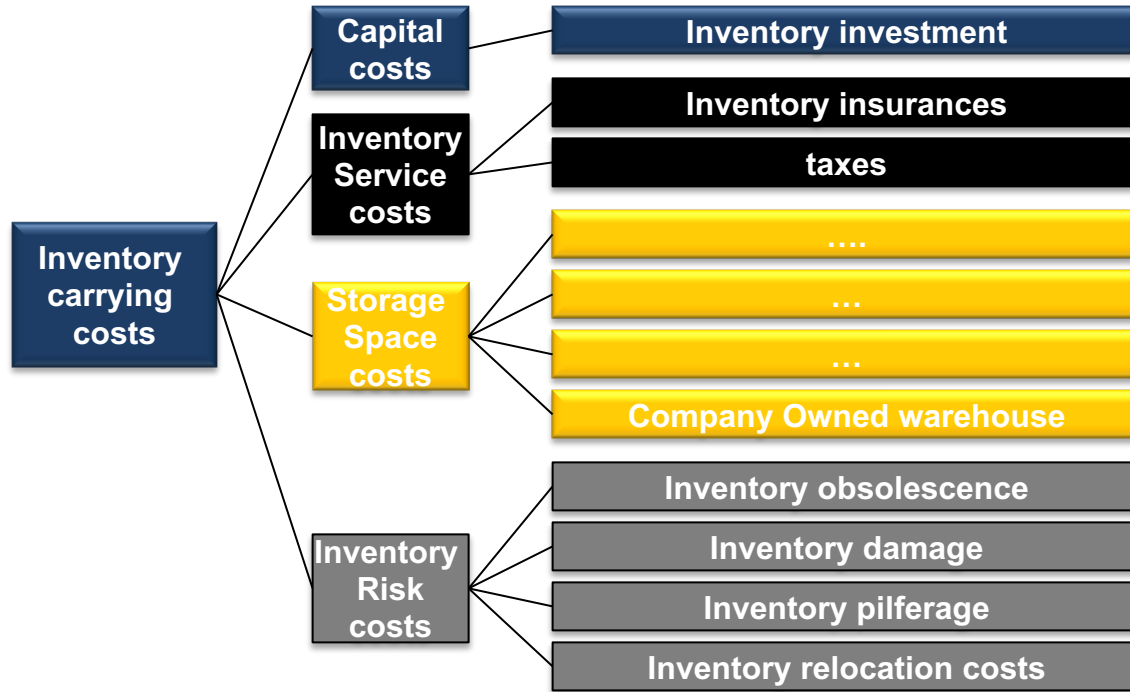 Capital
costs
Inventory investment
Inventory
Service
costs
Inventory insurances
taxes
Inventory
carrying
costs
Storage
Space
costs
....
...
...
Company Owned warehouse
Inventory
Risk
costs
Inventory obsolescence
Inventory damage
Inventory pilferage
Inventory relocation costs